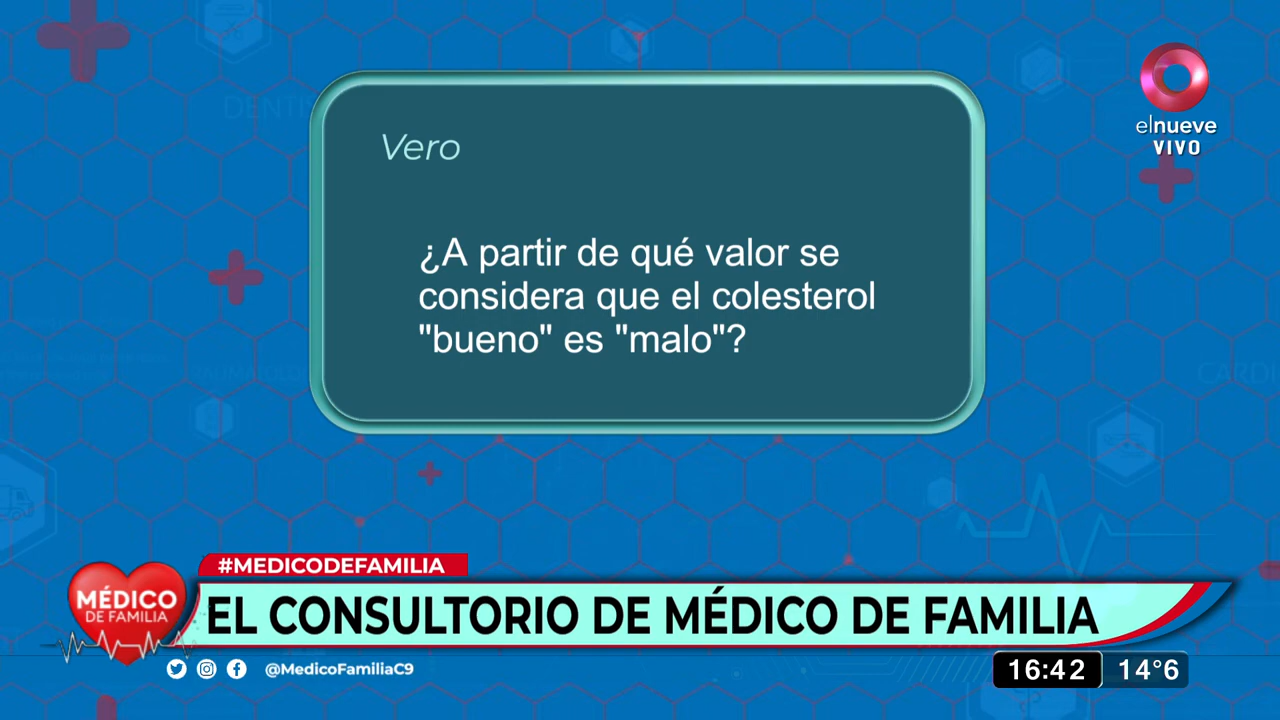 elnueve
VIVO
Vero
¿A partir de qué valor se
considera que el colesterol
"bueno" es "malo"?
#MEDICODEFAMILIA
MÉDICO
DE FAMILIA
EL CONSULTORIO DE MÉDICO DE FAMILIA
@MedicoFamiliaC9
16:42
14°6